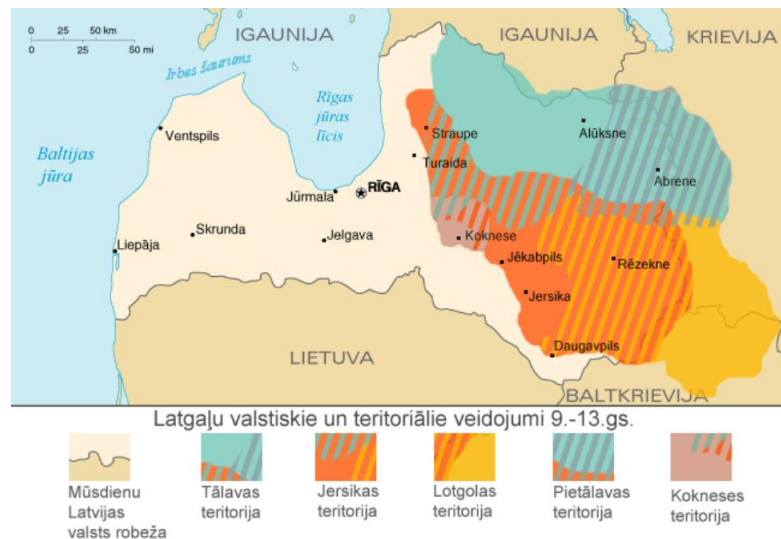 0 25 50 km
0 25 50 mi
IGAUNIJA
IGAUNIJA
KRIEVIJA
Irbes šaurums
Rīgas
jūras
līcis
Baltijas
jūra
Ventspils
Straupe
Alūksne
Turaida
Abrene
Jūrmala
RĪGA
Skrunda
Jelgava
Koknese
Liepāja
Jēkabpils
Rēzekne
Jersika
Daugavpils
LIETUVA
BALTKRIEVIJA
Latgaļu valstiskie un teritoriālie veidojumi 9.-13.gs.
Mūsdienu
Latvijas
valsts robeža
Tālavas
teritorija
Jersikas
teritorija
Lotgolas
teritorija
Pietālavas
teritorija
Kokneses
teritorija